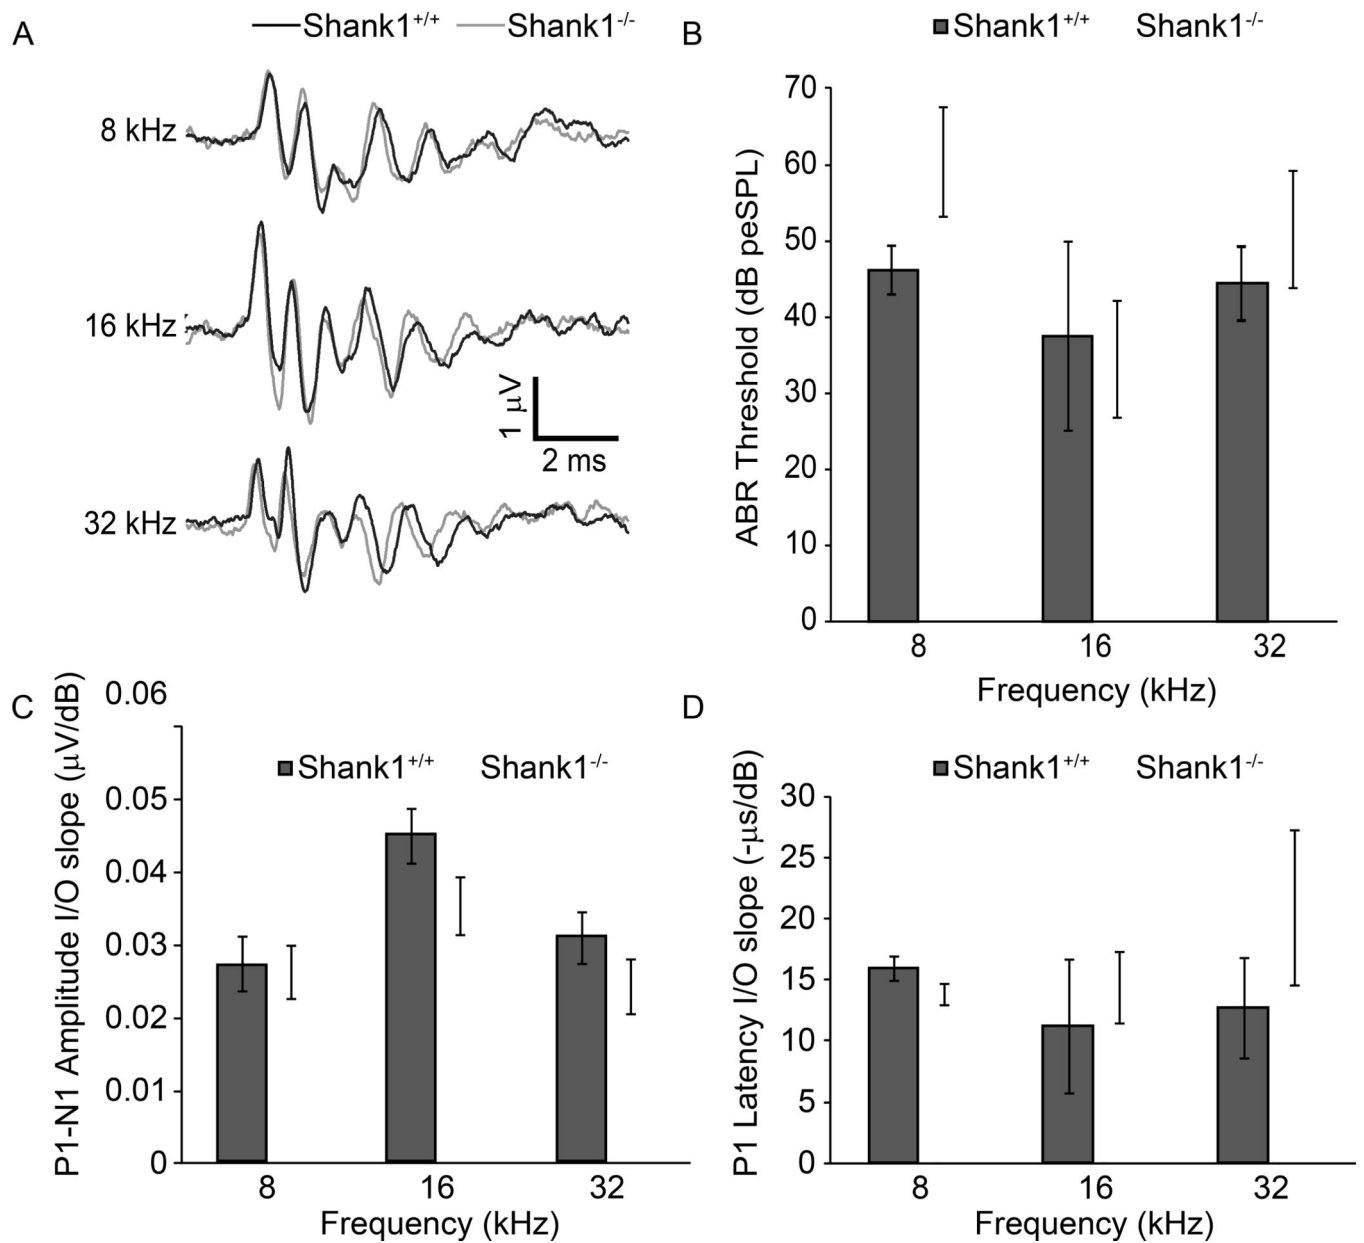 A
Shank1+/+ Shank1-/-
8 kHz
16 kHz
1 µV
2 ms
32 kHz
B
Shank1+/+ Shank1-/-
ABR Threshold (dB peSPL)
70
60
50
40
30
20
10
0
8 16 32
Frequency (kHz)
C
P1-N1 Amplitude I/O slope (µV/dB)
Shank1+/+ Shank1-/-
0.06
0.05
0.04
0.03
0.02
0.01
0
8 16 32
Frequency (kHz)
D
P1 Latency I/O slope (-µs/dB)
Shank1+/+ Shank1-/-
30
25
20
15
10
5
0
8 16 32
Frequency (kHz)